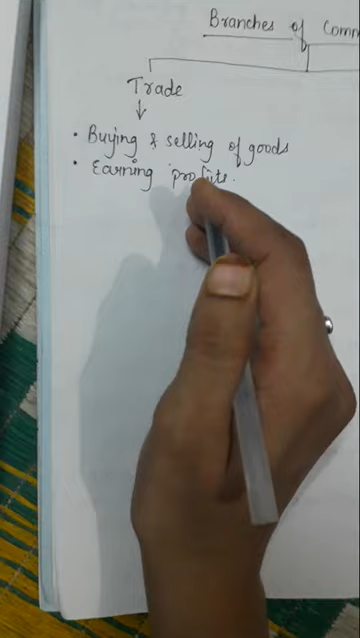 Branches of Comm
Trade
• Buying & selling of goods
• Earning profits.